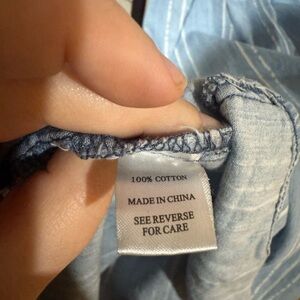 100% COTTON
MADE IN CHINA
SEE REVERSE
FOR CARE